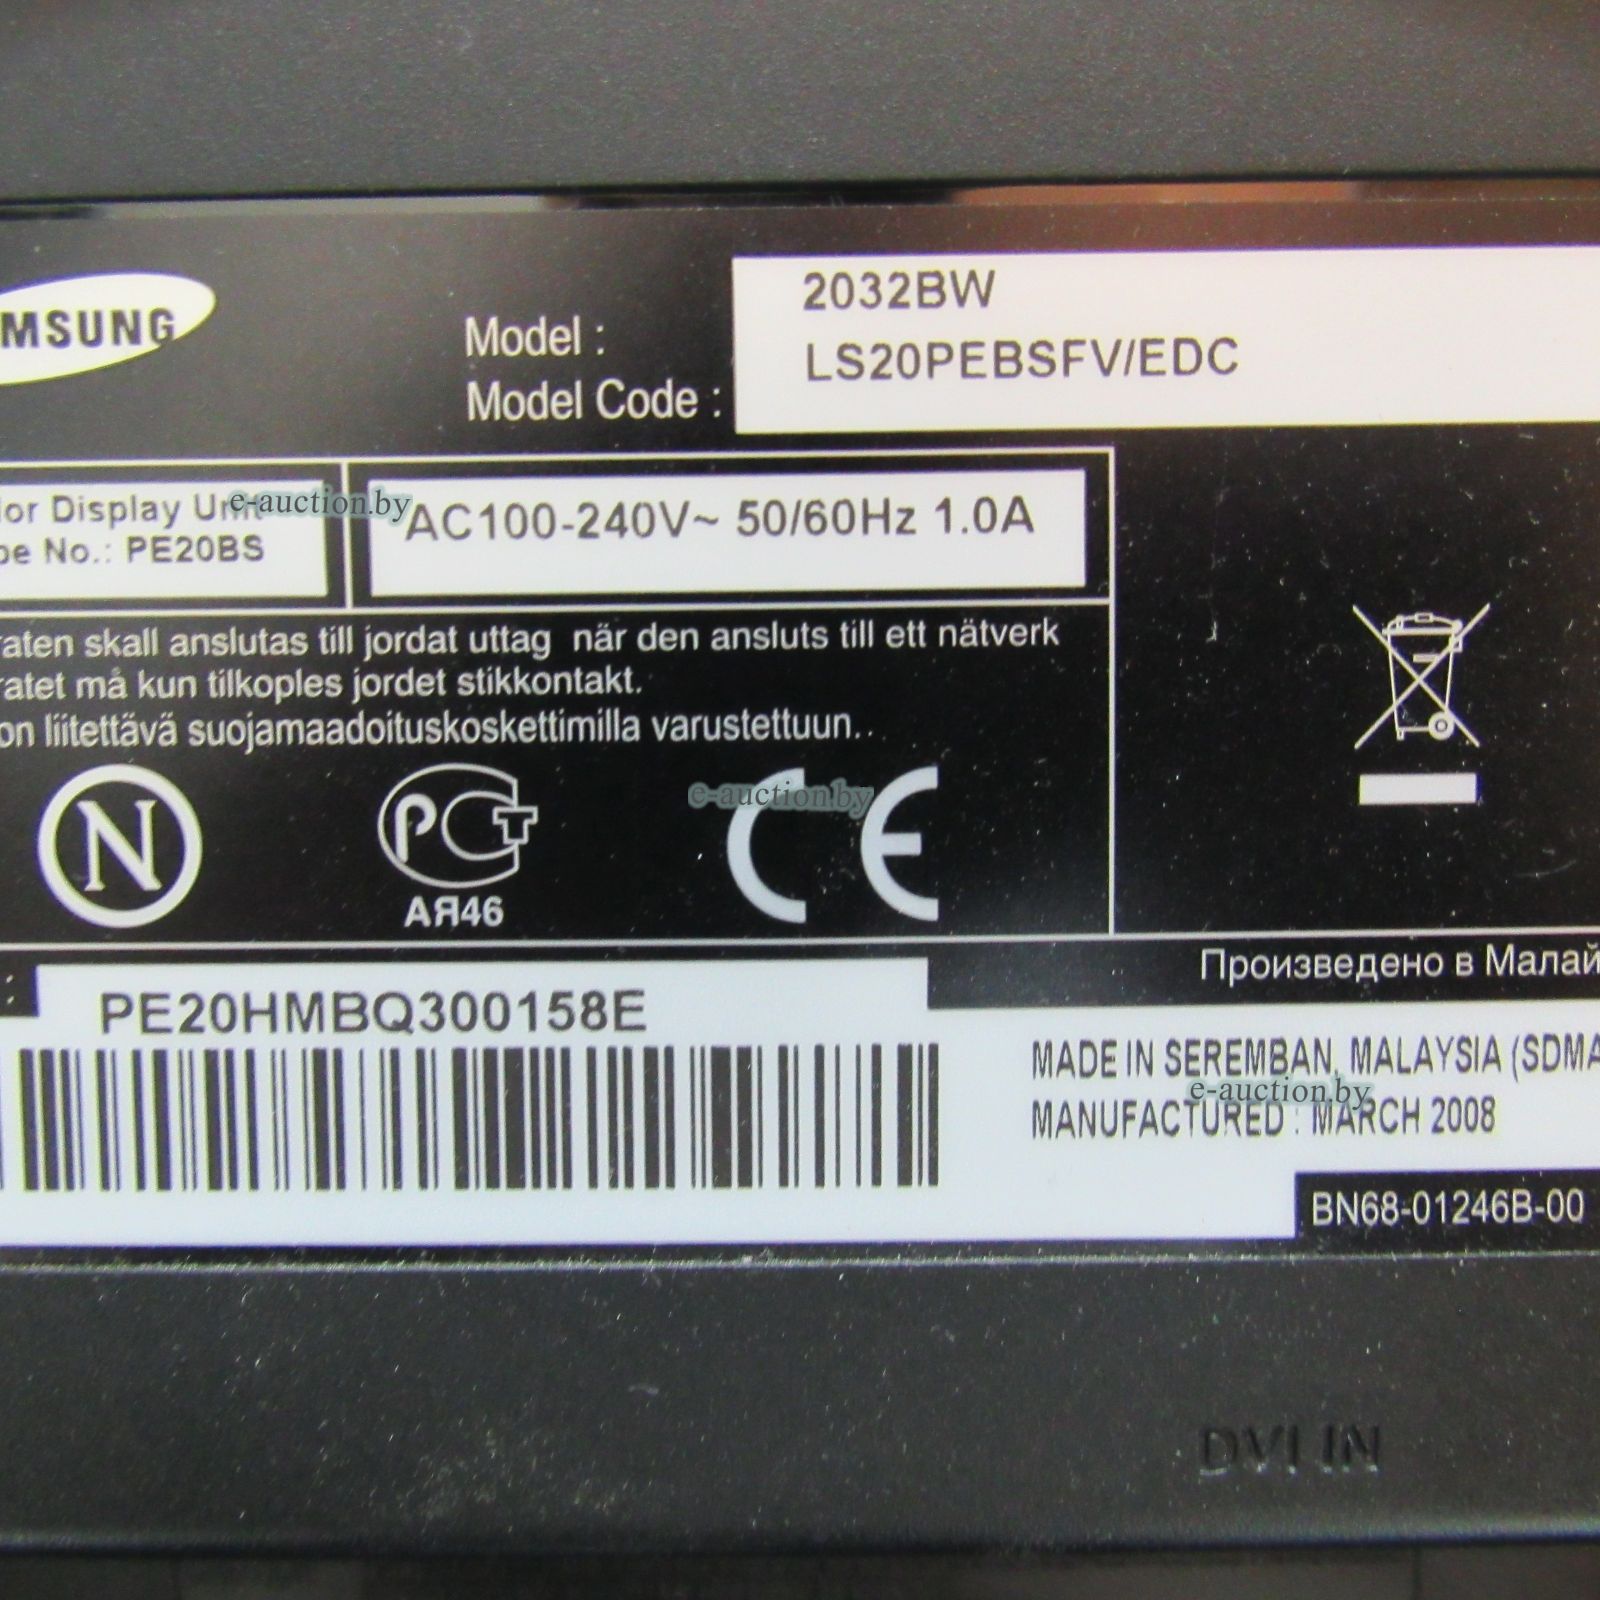 MSUNG
Model :
2032BW
Model Code :
LS20PEBSFV/EDC
lor Display Unit
pe No.: PE20BS
AC100-240V~ 50/60Hz 1.0A
raten skall anslutas till jordat uttag när den ansluts till ett nätverk
ratet må kun tilkoples jordet stikkontakt.
on liitettävä suojamaadoituskoskettimilla varustettuun..
N
РСТ
АЯ46
CE
Произведено в Малай
: PE20HMBQ300158E
MADE IN SEREMBAN, MALAYSIA (SDMA
MANUFACTURED : MARCH 2008
BN68-01246B-00
DVI IN
e-auction.by
e-auction.by
e-auction.by